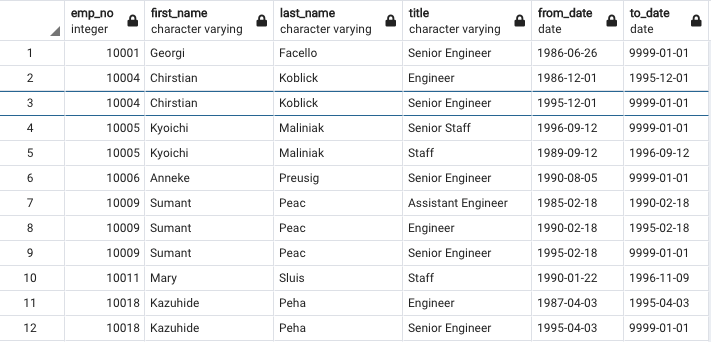 emp_no first_name last_name title from_date to_date
integer character varying character varying character varying date date
1 10001 Georgi Facello Senior Engineer 1986-06-26 9999-01-01
2 10004 Chirstian Koblick Engineer 1986-12-01 1995-12-01
3 10004 Chirstian Koblick Senior Engineer 1995-12-01 9999-01-01
4 10005 Kyoichi Maliniak Senior Staff 1996-09-12 9999-01-01
5 10005 Kyoichi Maliniak Staff 1989-09-12 1996-09-12
6 10006 Anneke Preusig Senior Engineer 1990-08-05 9999-01-01
7 10009 Sumant Peac Assistant Engineer 1985-02-18 1990-02-18
8 10009 Sumant Peac Engineer 1990-02-18 1995-02-18
9 10009 Sumant Peac Senior Engineer 1995-02-18 9999-01-01
10 10011 Mary Sluis Staff 1990-01-22 1996-11-09
11 10018 Kazuhide Peha Engineer 1987-04-03 1995-04-03
12 10018 Kazuhide Peha Senior Engineer 1995-04-03 9999-01-01